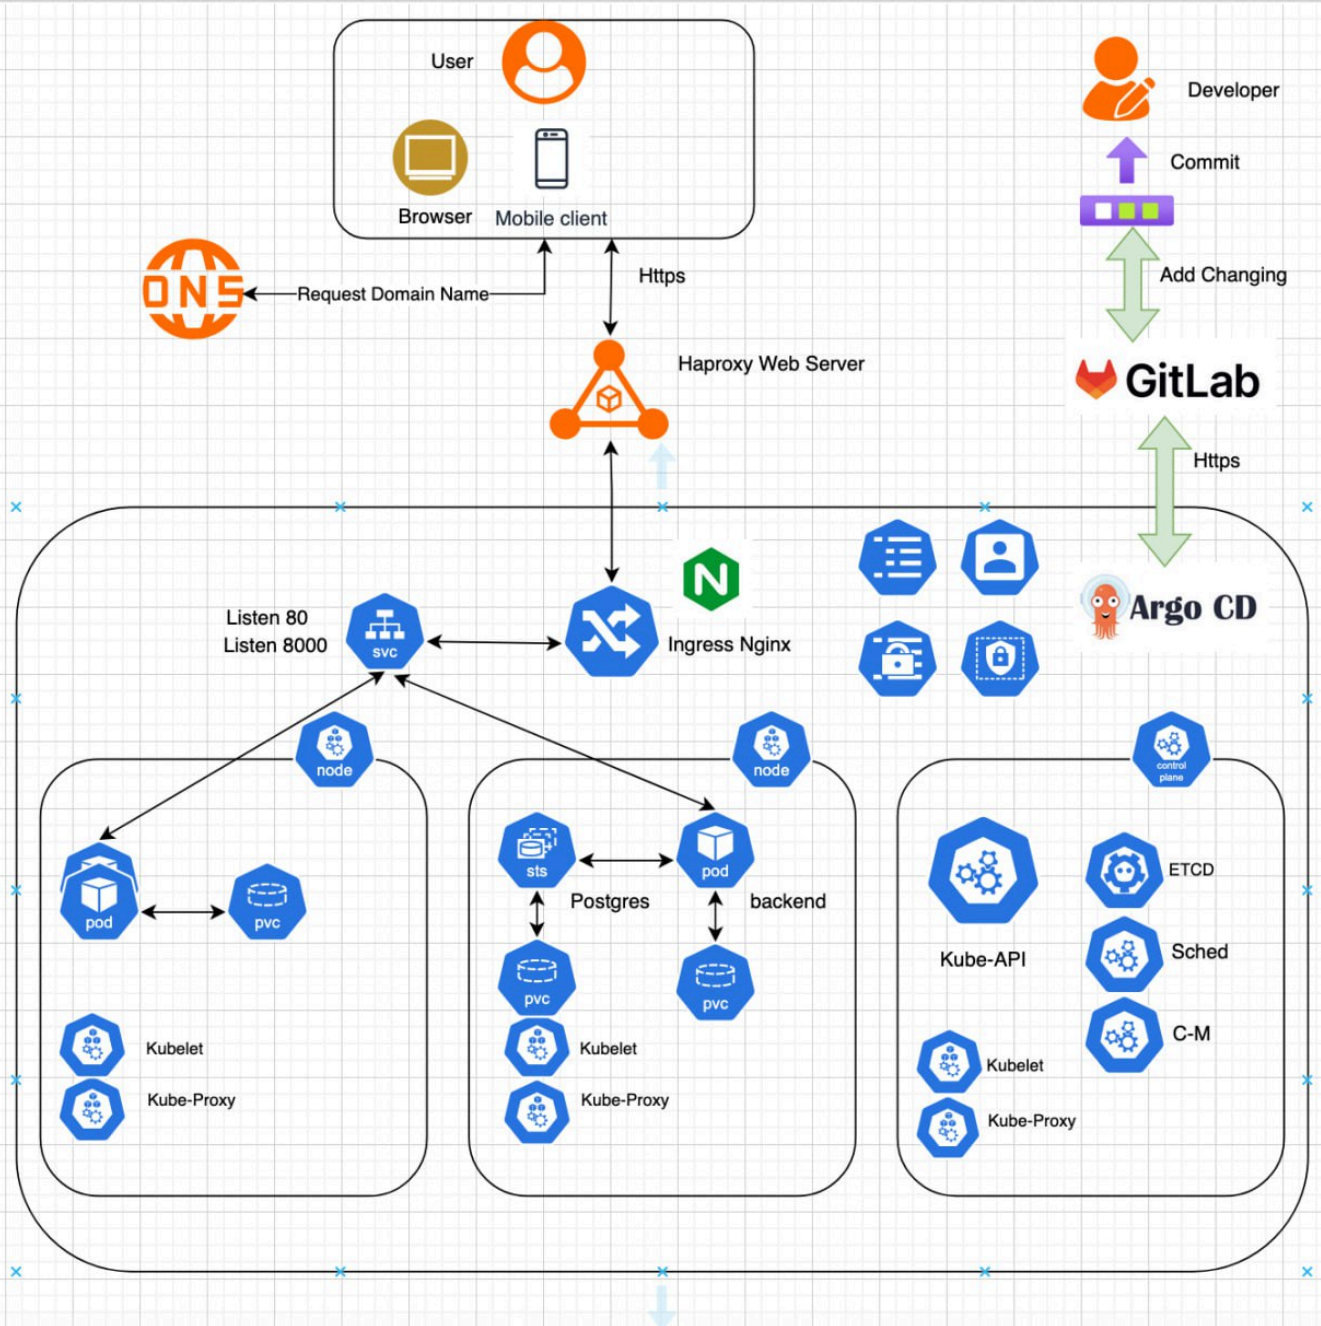 User
Browser
Mobile client
Developer
Commit
DNS
Request Domain Name
Https
Add Changing
Haproxy Web Server
GitLab
Https
N
Argo CD
Listen 80
Listen 8000
svc
Ingress Nginx
node
node
control
plane
pod
pvc
Kubelet
Kube-Proxy
sts
pod
Postgres
backend
pvc
pvc
Kubelet
Kube-Proxy
Kube-API
ETCD
Sched
C-M
Kubelet
Kube-Proxy